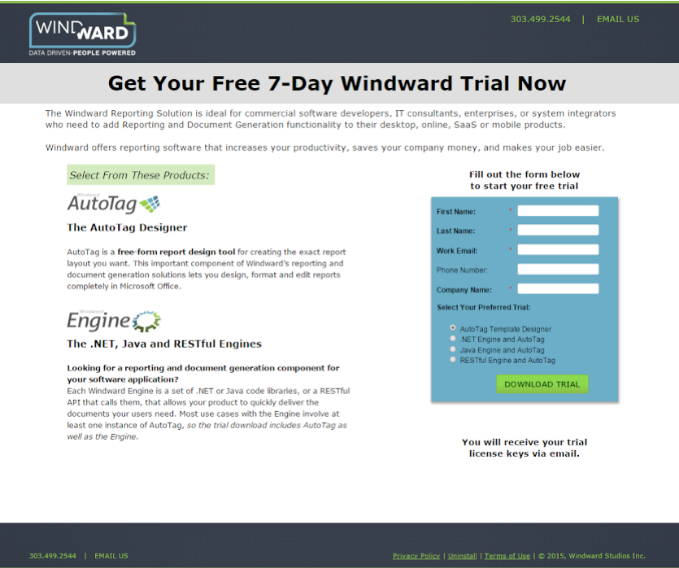 WINDWARD
DATA DRIVEN-PEOPLE POWERED
303.499.2544 | EMAIL US
Get Your Free 7-Day Windward Trial Now
The Windward Reporting Solution is ideal for commercial software developers, IT consultants, enterprises, or system integrators
who need to add Reporting and Document Generation functionality to their desktop, online, SaaS or mobile products.
Windward offers reporting software that increases your productivity, saves your company money, and makes your job easier.
Select From These Products:
Windward
AutoTag
The AutoTag Designer
AutoTag is a free-form report design tool for creating the exact report
layout you want. This important component of Windward's reporting and
document generation solutions lets you design, format and edit reports
completely in Microsoft Office.
Windward
Engine
The .NET, Java and RESTful Engines
Looking for a reporting and document generation component for
your software application?
Each Windward Engine is a set of .NET or Java code libraries, or a RESTful
API that calls them, that allows your product to quickly deliver the
documents your users need. Most use cases with the Engine involve at
least one instance of AutoTag, so the trial download includes AutoTag as
well as the Engine.
Fill out the form below
to start your free trial
First Name: *
Last Name: *
Work Email: *
Phone Number:
Company Name: *
Select Your Preferred Trial:
AutoTag Template Designer
.NET Engine and AutoTag
Java Engine and AutoTag
RESTful Engine and AutoTag
DOWNLOAD TRIAL
You will receive your trial
license keys via email.
303.499.2544 | EMAIL US
Privacy Policy | Uninstall | Terms of Use | © 2015, Windward Studios Inc.